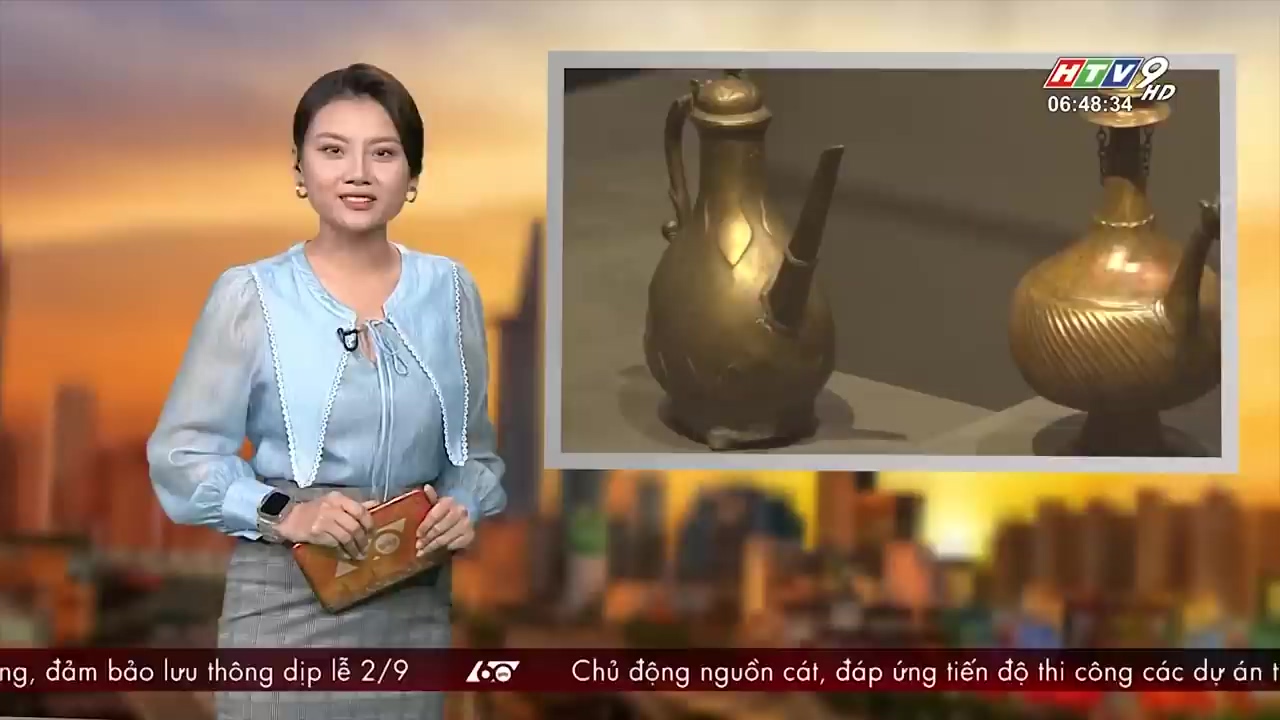 HTV9
HD
06:48:34
ng, đảm bảo lưu thông dịp lễ 2/9
60
Chủ động nguồn cát, đáp ứng tiến độ thi công các dự án t